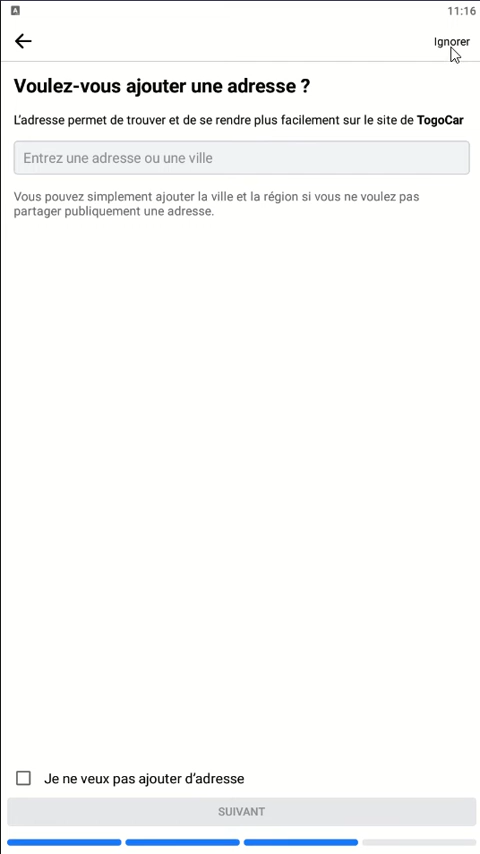 A
11:16
Ignorer
Voulez-vous ajouter une adresse ?
L'adresse permet de trouver et de se rendre plus facilement sur le site de TogoCar
Entrez une adresse ou une ville
Vous pouvez simplement ajouter la ville et la région si vous ne voulez pas
partager publiquement une adresse.
Je ne veux pas ajouter d'adresse
SUIVANT